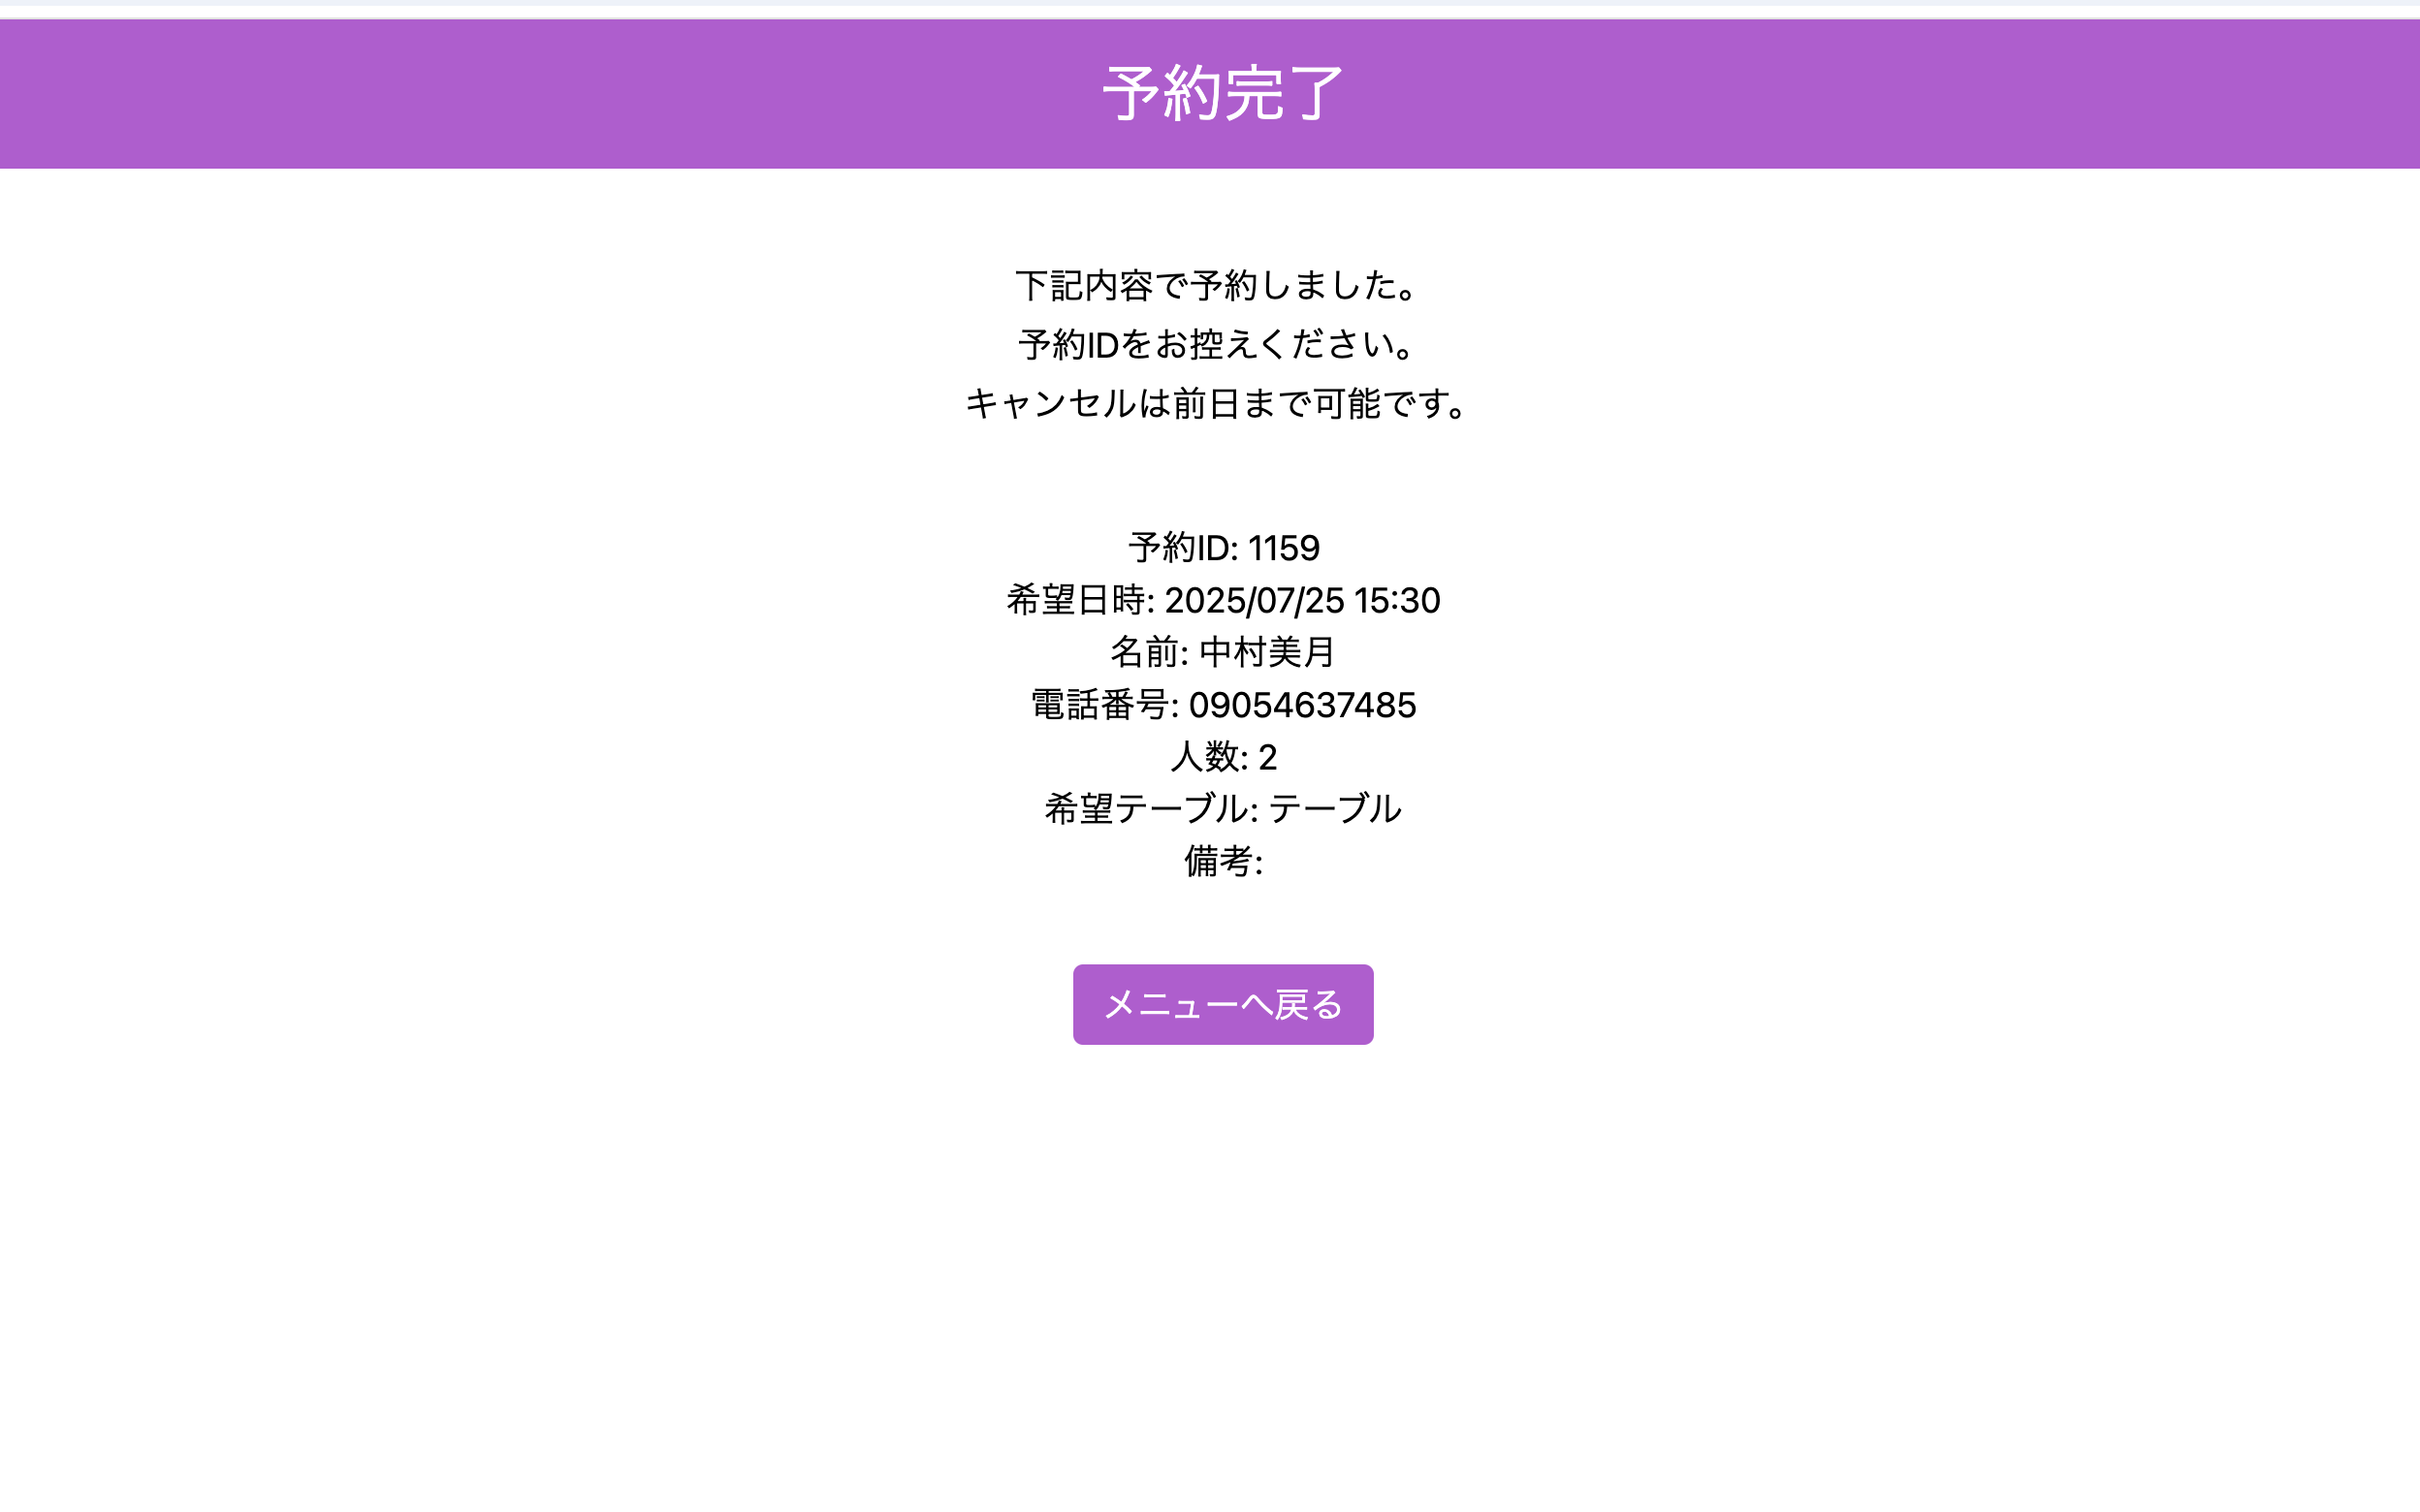 予約完了
下記内容で予約しました。
予約IDをお控えください。
キャンセルは前日まで可能です。
予約ID: 1159
希望日時: 2025/07/25 15:30
名前: 中村美月
電話番号: 09054637485
人数: 2
希望テーブル: テーブル
備考:
メニューへ戻る